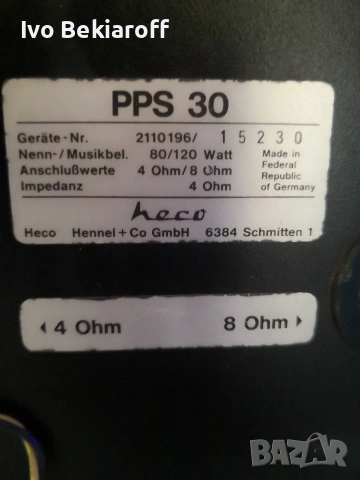 Ivo Bekiaroff
PPS 30
Geräte-Nr. 2110196/ 15230
Nenn-/Musikbel. 80/120 Watt
Anschlußwerte 4 Ohm/8 Ohm
Impedanz 4 Ohm
Made in
Federal
Republic
of Germany
heco
Heco Hennel+Co GmbH 6384 Schmitten 1
4 Ohm 8 Ohm
BAZAR